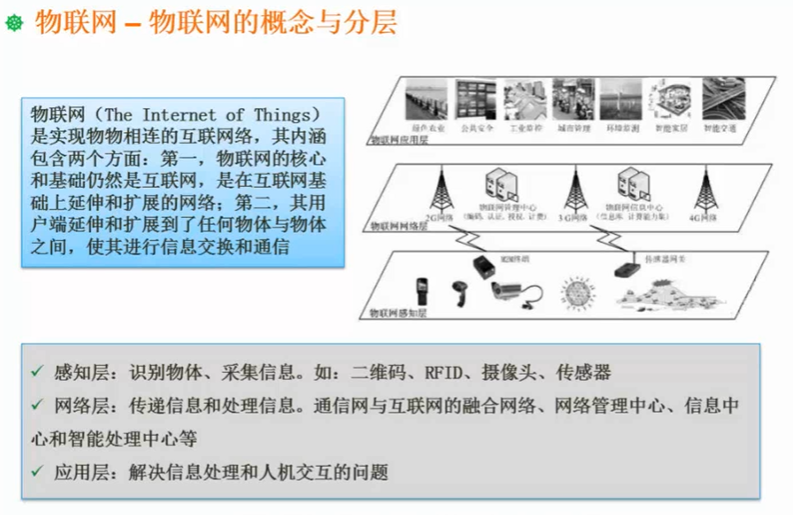 物联网 – 物联网的概念与分层
物联网（The Internet of Things）
是实现物物相连的互联网络，其内涵
包含两个方面：第一，物联网的核心
和基础仍然是互联网，是在互联网基
础上延伸和扩展的网络；第二，其用
户端延伸和扩展到了任何物体与物体
之间，使其进行信息交换和通信
绿色农业 公共安全 工业监控 城市管理 环境监测 智能家居 智能交通
物联网应用层
2G网络 物联网管理中心 3G网络 物联网信息中心 4G网络
（编码、认证、授权、计费） （信息库、计算能力集）
物联网网络层
M2M终端 传感器网关
物联网感知层
✓ 感知层：识别物体、采集信息。如：二维码、RFID、摄像头、传感器
✓ 网络层：传递信息和处理信息。通信网与互联网的融合网络、网络管理中心、信息中
心和智能处理中心等
✓ 应用层：解决信息处理和人机交互的问题